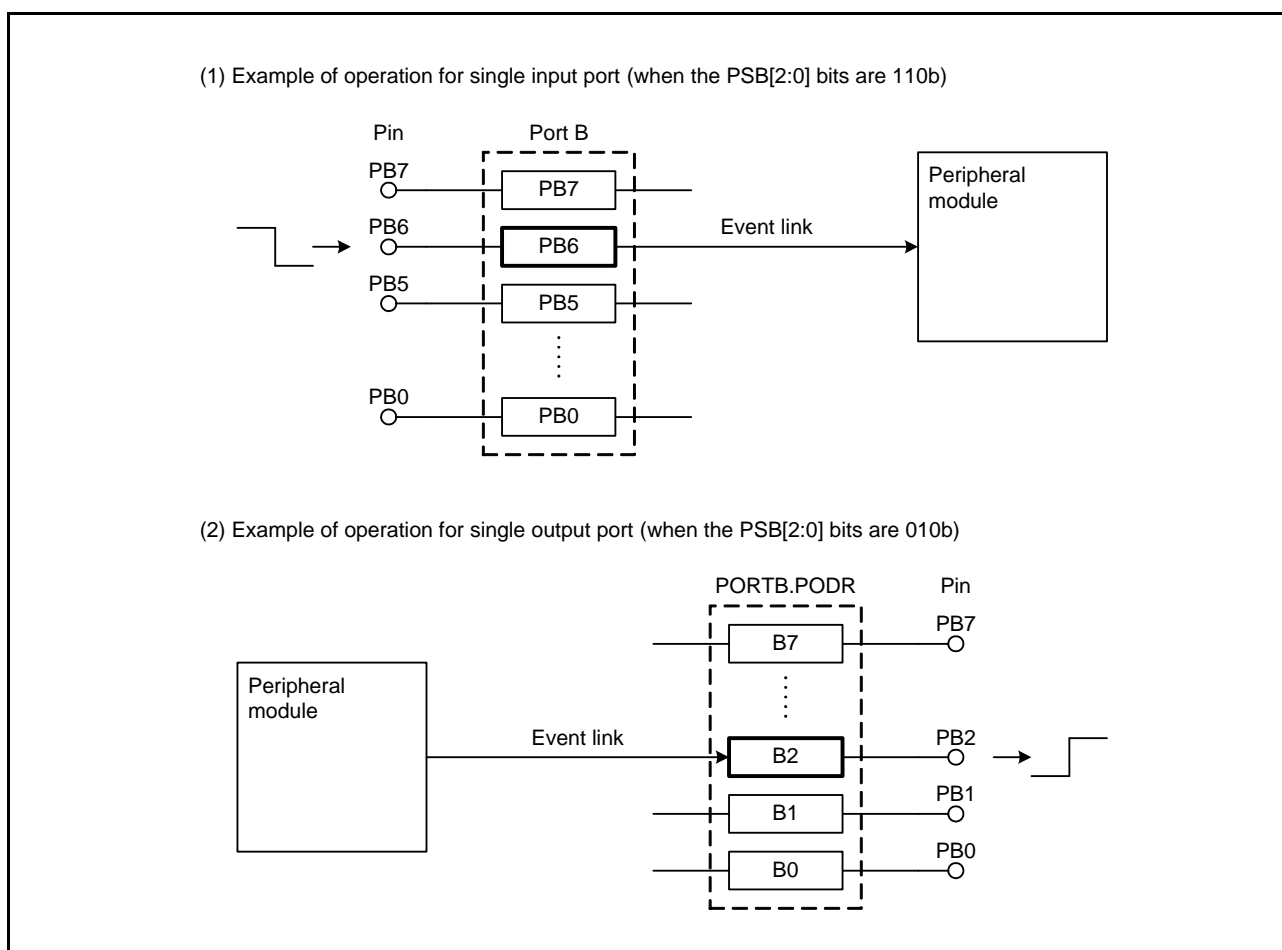 (1) Example of operation for single input port (when the PSB[2:0] bits are 110b)
Pin
Port B
PB7
PB7
Peripheral
module
PB6
PB6
Event link
PB5
PB5
PB0
PB0
(2) Example of operation for single output port (when the PSB[2:0] bits are 010b)
PORTB.PODR
Pin
B7
PB7
Peripheral
module
Event link
B2
PB2
B1
PB1
B0
PB0